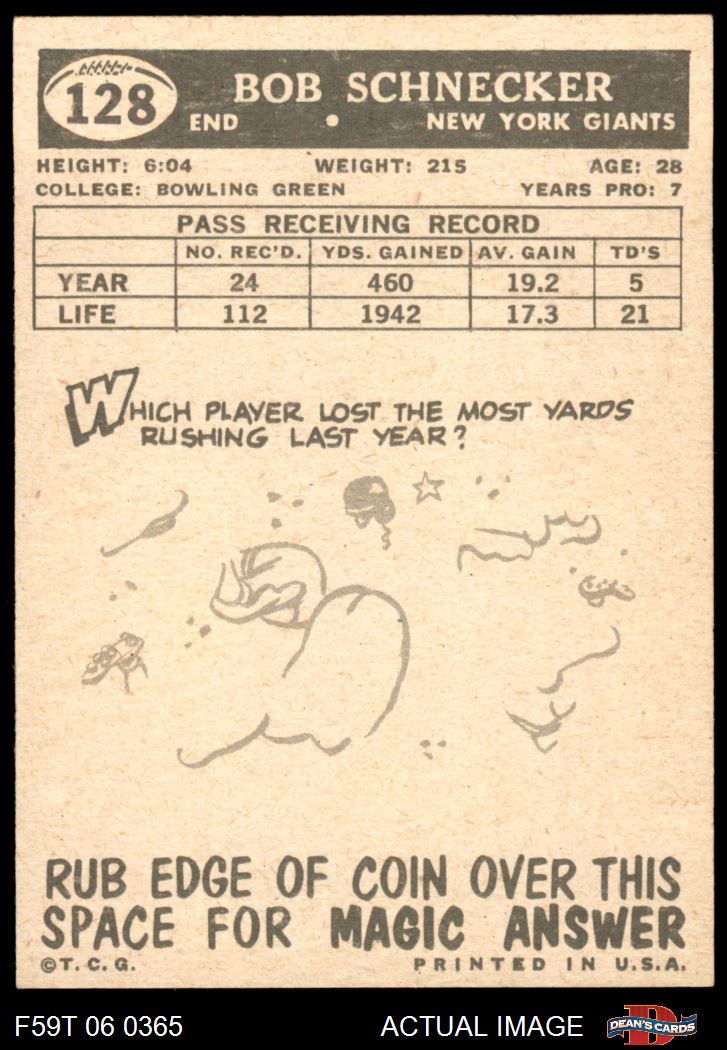 128
BOB SCHNECKER
END • NEW YORK GIANTS
HEIGHT: 6:04 WEIGHT: 215 AGE: 28
COLLEGE: BOWLING GREEN YEARS PRO: 7
PASS RECEIVING RECORD
NO. REC'D. YDS. GAINED AV. GAIN TD'S
YEAR 24 460 19.2 5
LIFE 112 1942 17.3 21
WHICH PLAYER LOST THE MOST YARDS
RUSHING LAST YEAR?
RUB EDGE OF COIN OVER THIS
SPACE FOR MAGIC ANSWER
©T.C.G. PRINTED IN U.S.A.
F59T 06 0365 ACTUAL IMAGE D DEAN'S CARDS